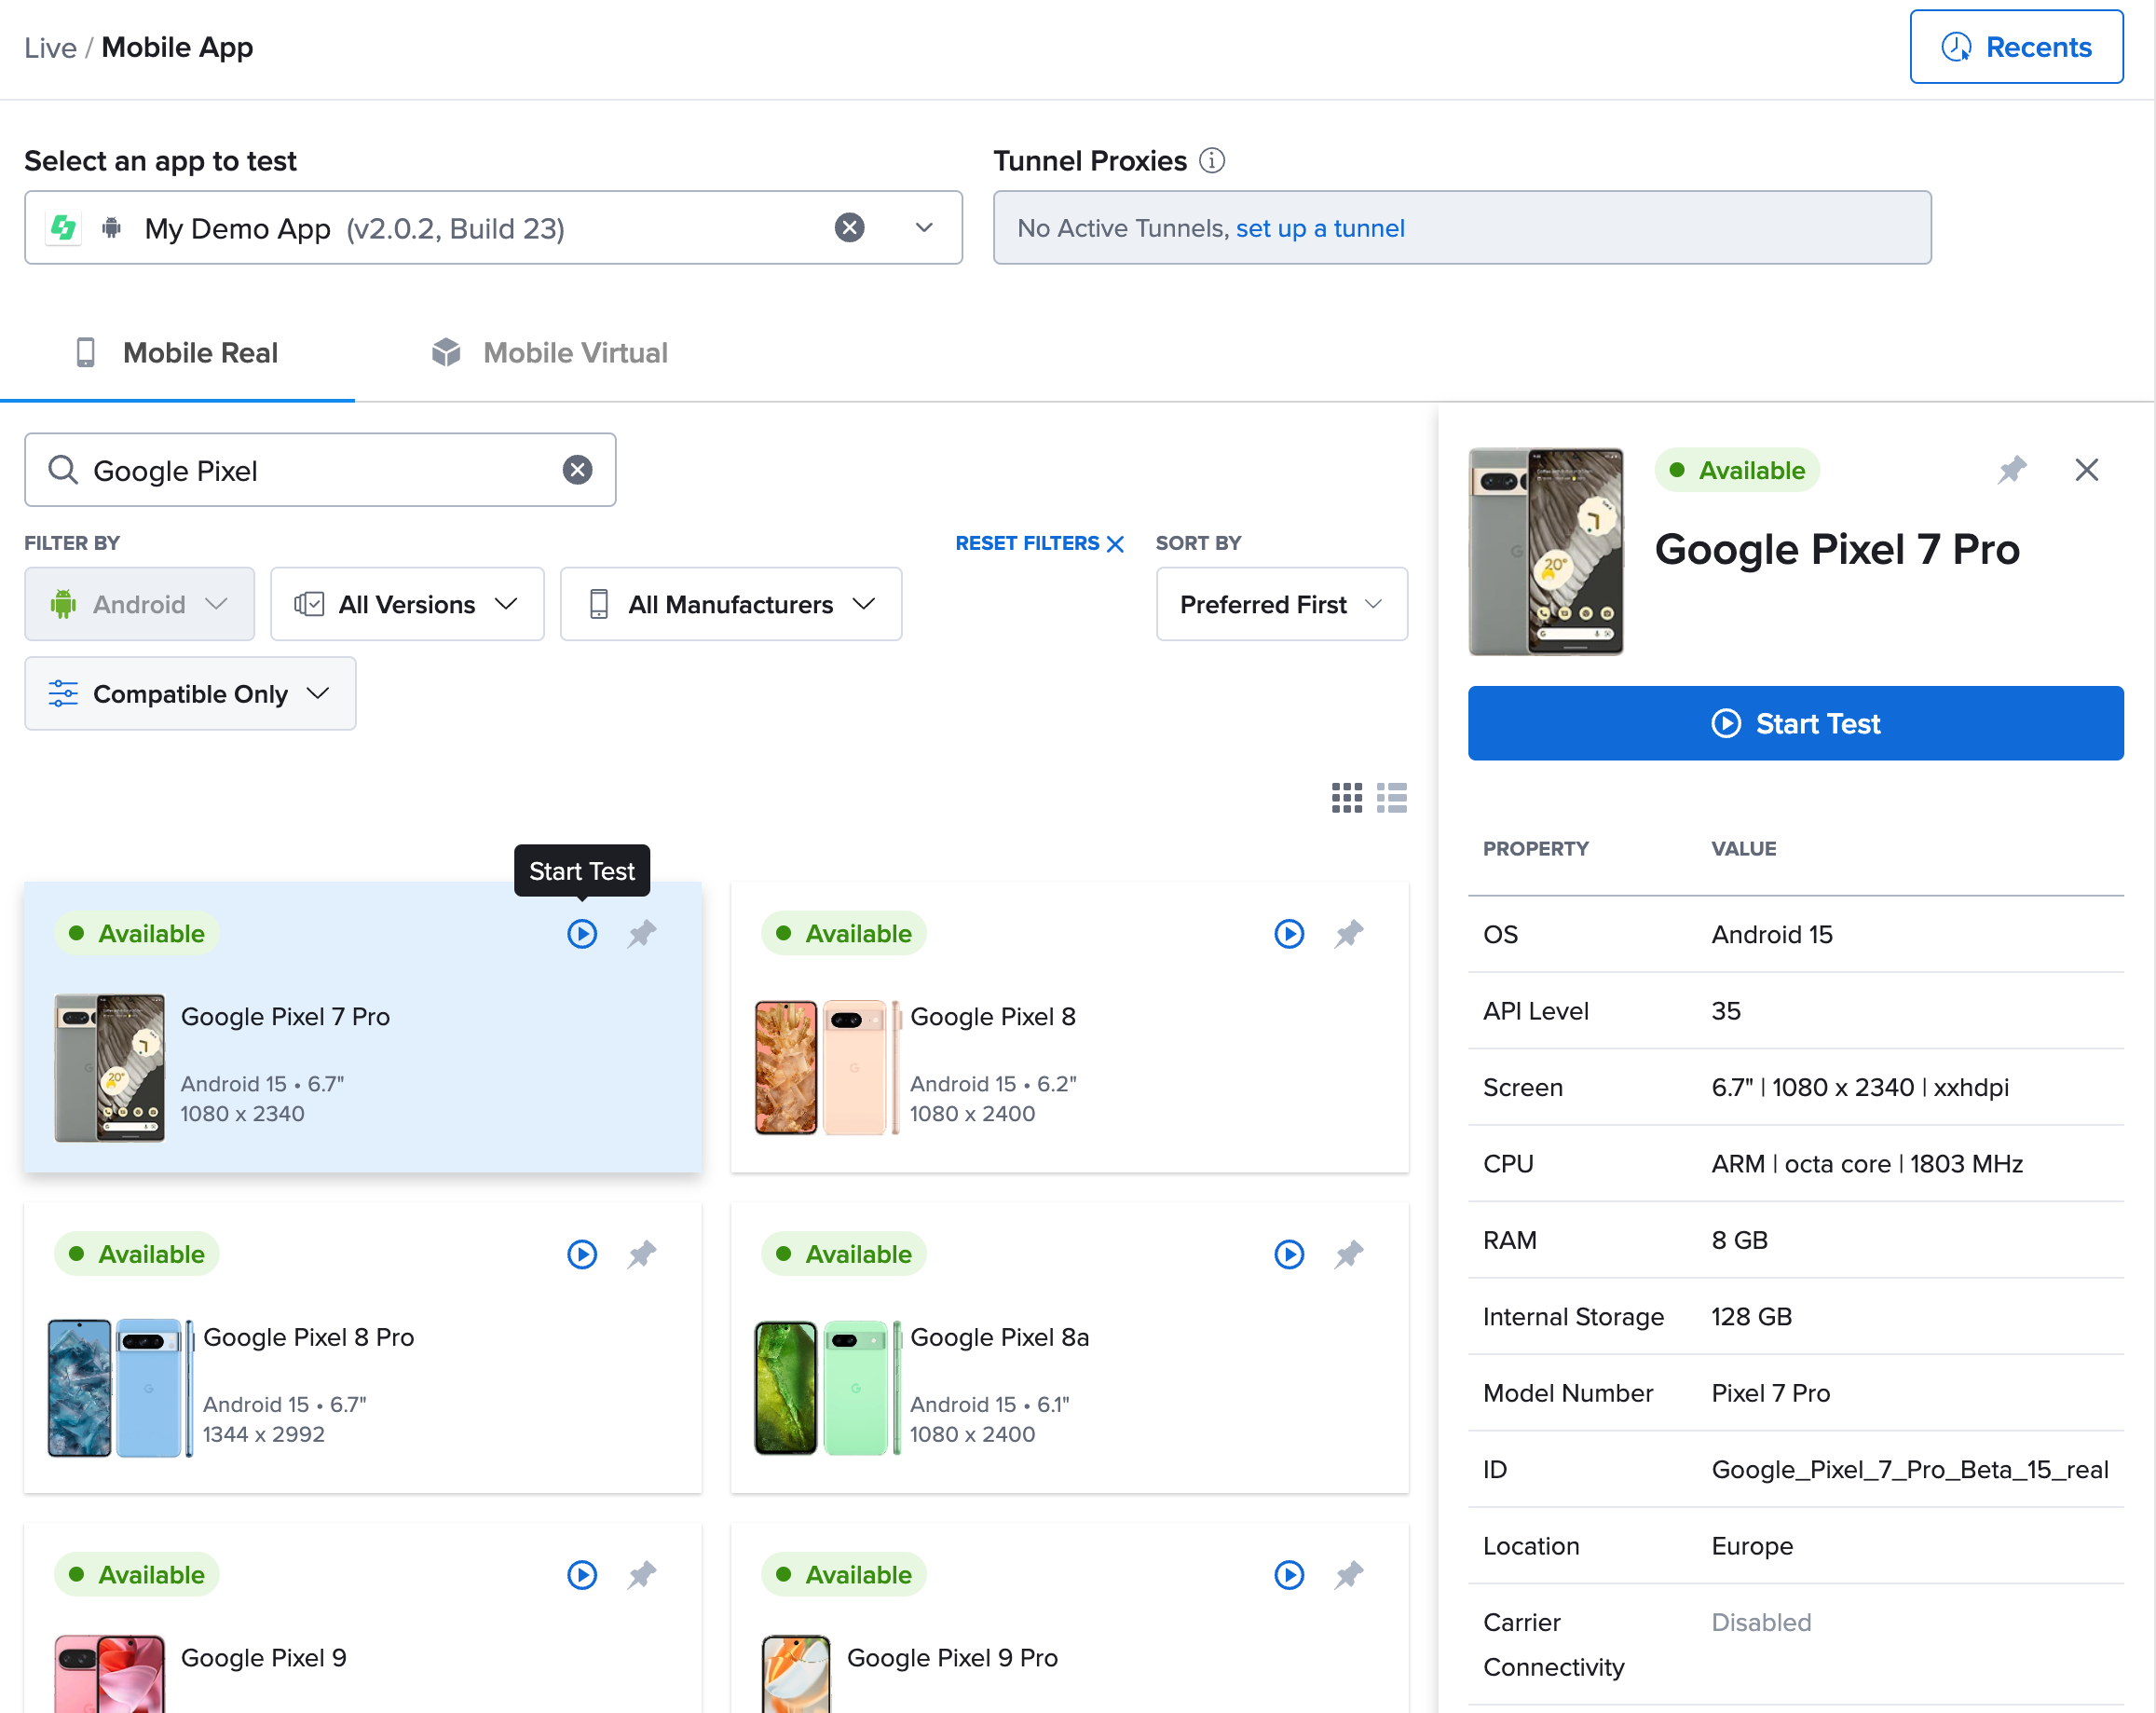 Live / Mobile App
Recents
Select an app to test
My Demo App (v2.0.2, Build 23)
Tunnel Proxies
No Active Tunnels, set up a tunnel
Mobile Real
Mobile Virtual
Google Pixel
FILTER BY
RESET FILTERS
SORT BY
Android
All Versions
All Manufacturers
Preferred First
Compatible Only
Start Test
Available
Google Pixel 7 Pro
Android 15 • 6.7"
1080 x 2340
Available
Google Pixel 8
Android 15 • 6.2"
1080 x 2400
Available
Google Pixel 8 Pro
Android 15 • 6.7"
1344 x 2992
Available
Google Pixel 8a
Android 15 • 6.1"
1080 x 2400
Available
Google Pixel 9
Available
Google Pixel 9 Pro
Available
Google Pixel 7 Pro
20°
Start Test
PROPERTY VALUE
OS Android 15
API Level 35
Screen 6.7" | 1080 x 2340 | xxhdpi
CPU ARM | octa core | 1803 MHz
RAM 8 GB
Internal Storage 128 GB
Model Number Pixel 7 Pro
ID Google_Pixel_7_Pro_Beta_15_real
Location Europe
Carrier Disabled
Connectivity